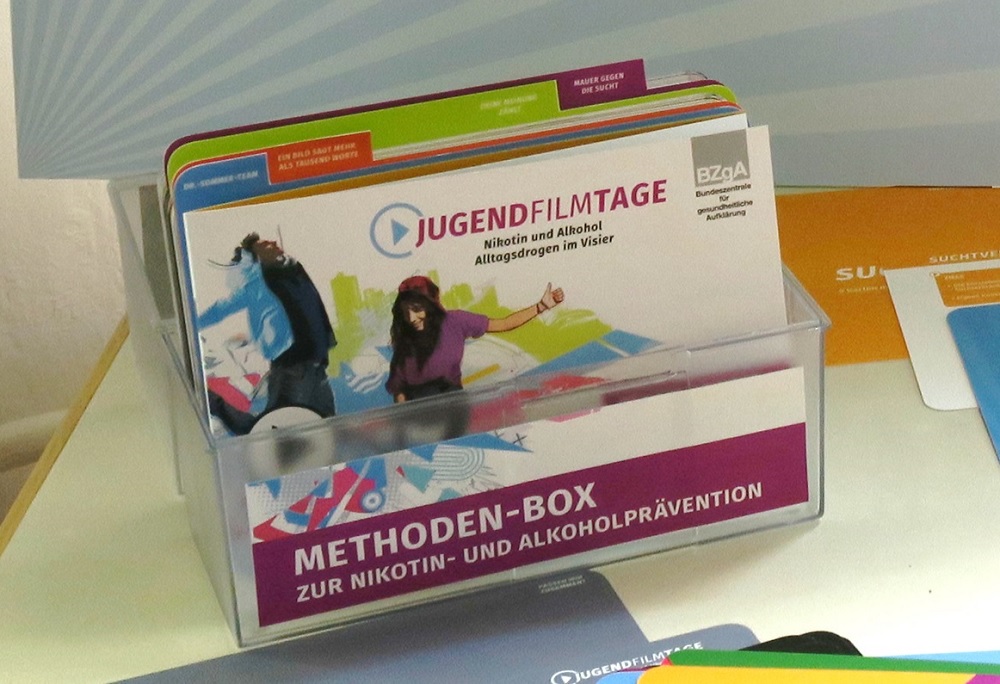 MAUER GEGEN
DIE SUCHT
EIN BILD SAGT MEHR
ALS TAUSEND WORTE
DR.-SOMMER-TEAM
JUGENDFILMTAGE
Nikotin und Alkohol
Alltagsdrogen im Visier
BZgA
Bundeszentrale
für
gesundheitliche
Aufklärung
METHODEN-BOX
ZUR NIKOTIN- UND ALKOHOLPRÄVENTION
JUGENDFILMTAGE